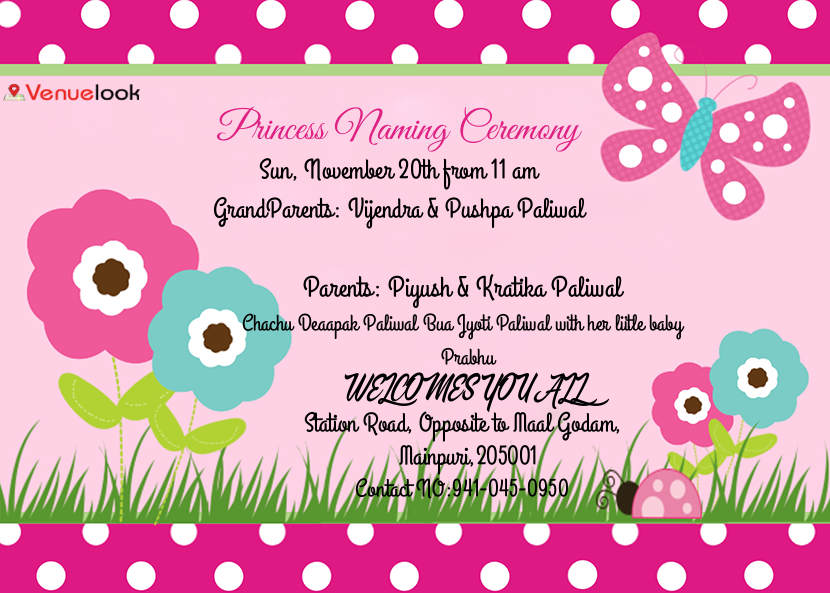 Venuelook
Princess Naming Ceremony
Sun, November 20th from 11 am
GrandParents: Vijendra & Pushpa Paliwal
Parents: Piyush & Kratika Paliwal
Chachu Deaapak Paliwal Bua Jyoti Paliwal with her liitle baby
Prabhu
WELCOMES YOU ALL
Station Road, Opposite to Maal Godam,
Mainpuri,205001
Contact NO:941-045-0950